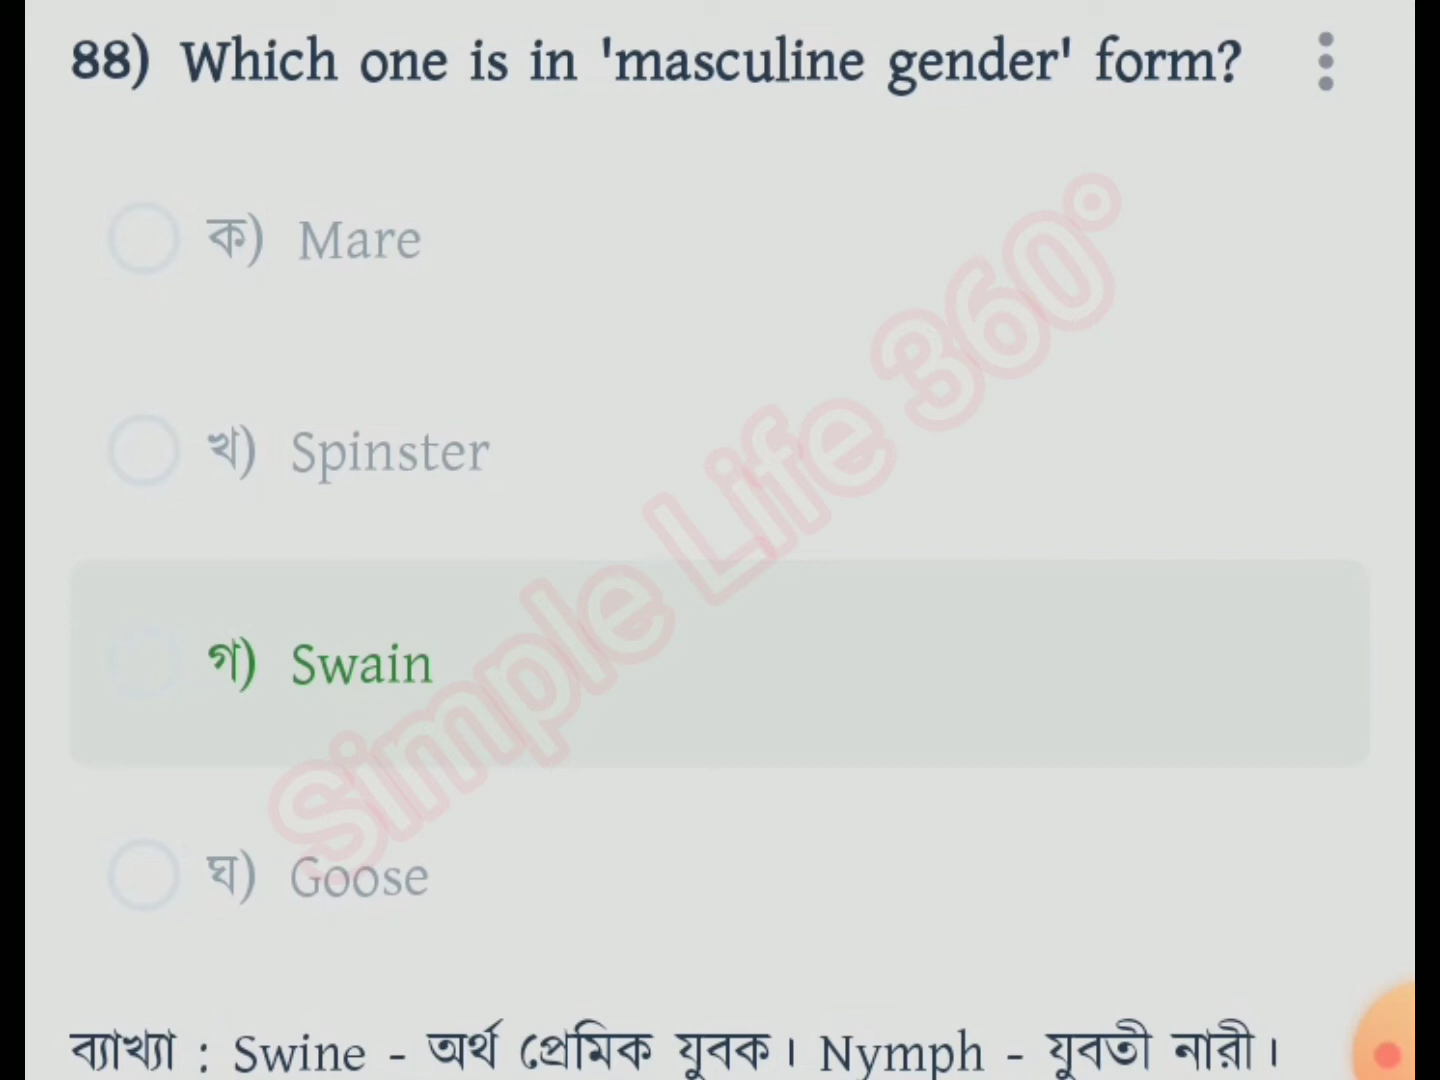 88) Which one is in 'masculine gender' form?
ক) Mare
খ) Spinster
গ) Swain
ঘ) Goose
ব্যাখ্যা : Swine - অর্থ প্রেমিক যুবক। Nymph - যুবতী নারী।
Simple Life 360°